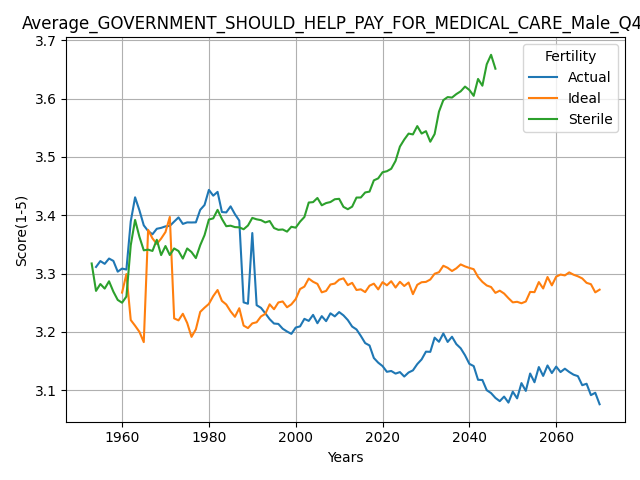 Average_GOVERNMENT_SHOULD_HELP_PAY_FOR_MEDICAL_CARE_Male_Q4
3.7
3.6
3.5
3.4
3.3
3.2
3.1
Score(1-5)
Fertility
Actual
Ideal
Sterile
1960 1980 2000 2020 2040 2060
Years